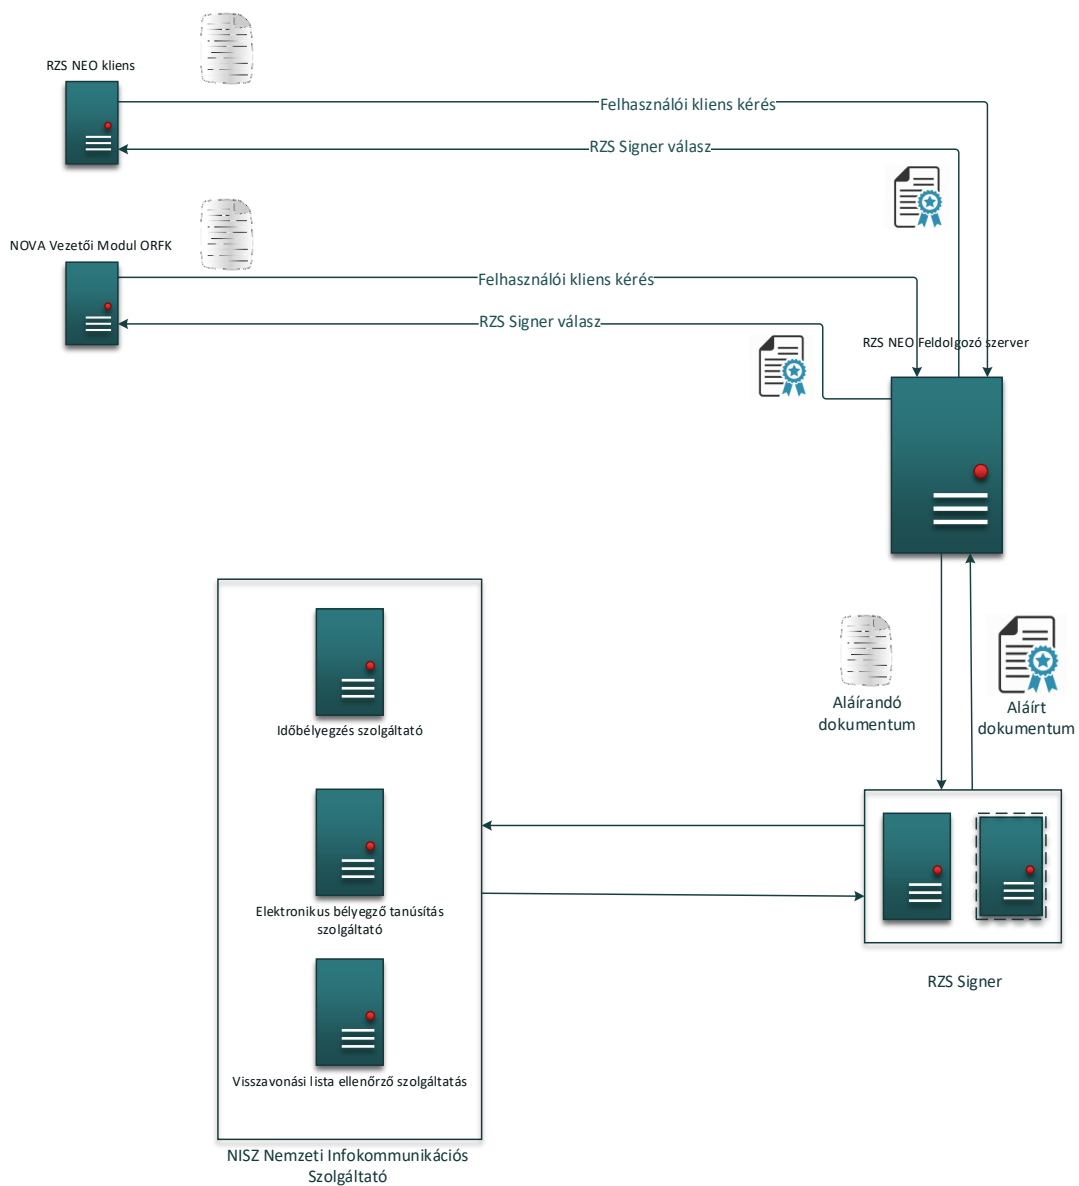 RZS NEO kliens
Felhasználói kliens kérés
RZS Signer válasz
NOVA Vezetői Modul ORFK
Felhasználói kliens kérés
RZS Signer válasz
RZS NEO Feldolgozó szerver
Aláírandó
dokumentum
Aláírt
dokumentum
Időbélyegzés szolgáltató
Elektronikus bélyegző tanúsítás
szolgáltató
Visszavonási lista ellenőrző szolgáltatás
RZS Signer
NISZ Nemzeti Infokommunikációs
Szolgáltató